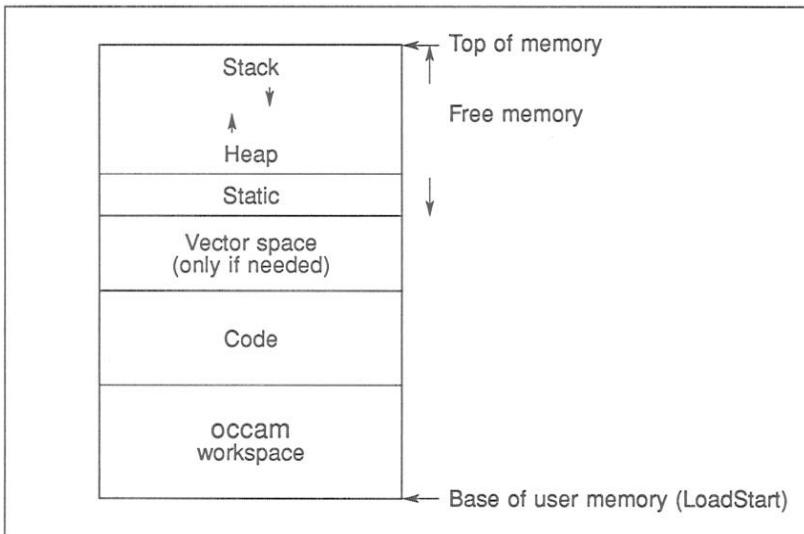 Top of memory
Stack
Free memory
Heap
Static
Vector space
(only if needed)
Code
occam
workspace
Base of user memory (LoadStart)